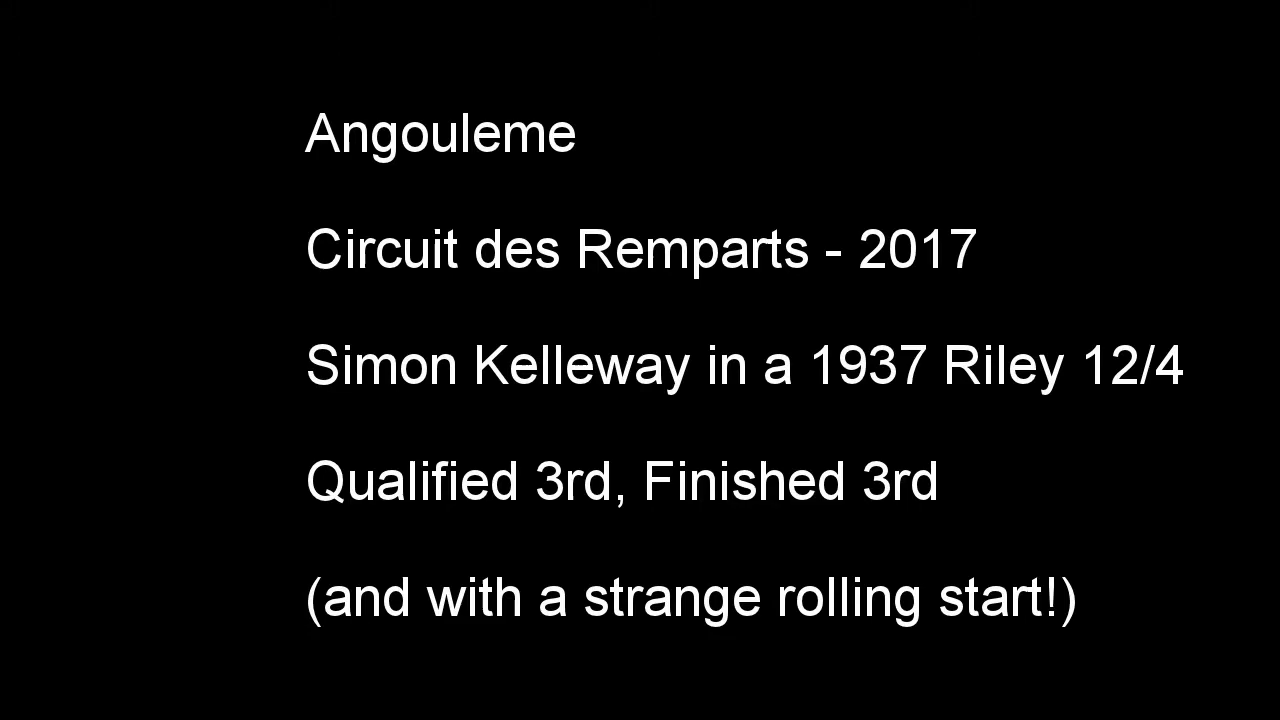 Angouleme
Circuit des Remparts - 2017
Simon Kelleway in a 1937 Riley 12/4
Qualified 3rd, Finished 3rd
(and with a strange rolling start!)